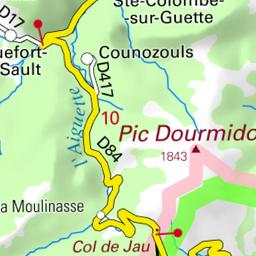 Ste-Colombe-
-sur-Guette
D17
uefort-
Sault
Counozouls
D417
l'Aiguette
10
Pic Dourmido
1843
D84
a Moulinasse
Col de Jau